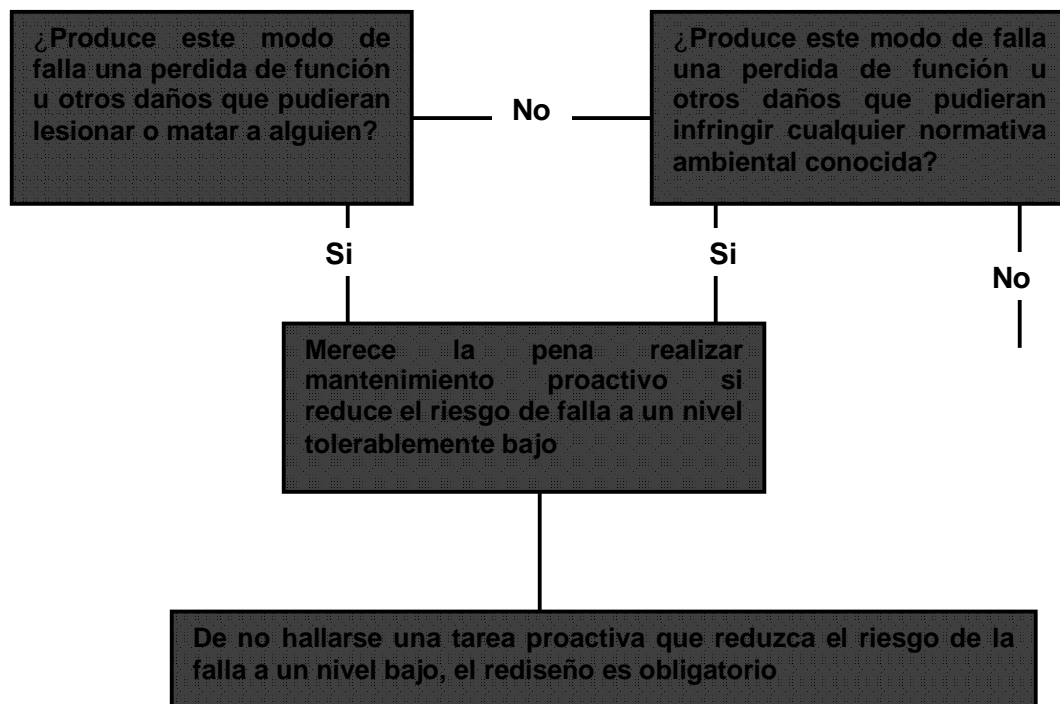 ¿Produce este modo de
falla una perdida de función
u otros daños que pudieran
lesionar o matar a alguien?
No
¿Produce este modo de falla
una perdida de función u
otros daños que pudieran
infringir cualquier normativa
ambiental conocida?
Si
Si
No
Merece la pena realizar
mantenimiento proactivo si
reduce el riesgo de falla a un nivel
tolerablemente bajo
De no hallarse una tarea proactiva que reduzca el riesgo de la
falla a un nivel bajo, el rediseño es obligatorio